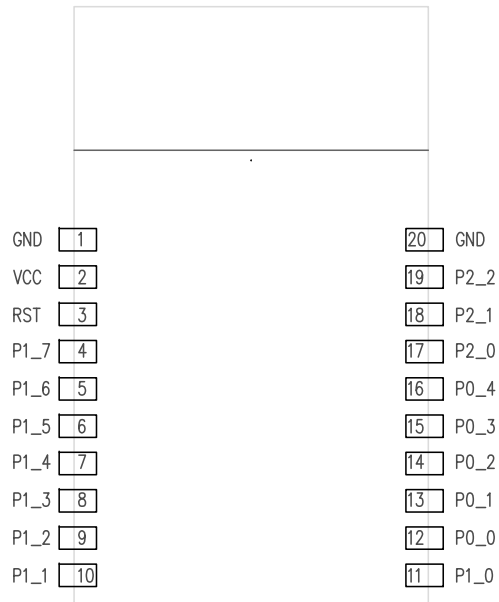 GND 1 20 GND
VCC 2 19 P2_2
RST 3 18 P2_1
P1_7 4 17 P2_0
P1_6 5 16 P0_4
P1_5 6 15 P0_3
P1_4 7 14 P0_2
P1_3 8 13 P0_1
P1_2 9 12 P0_0
P1_1 10 11 P1_0